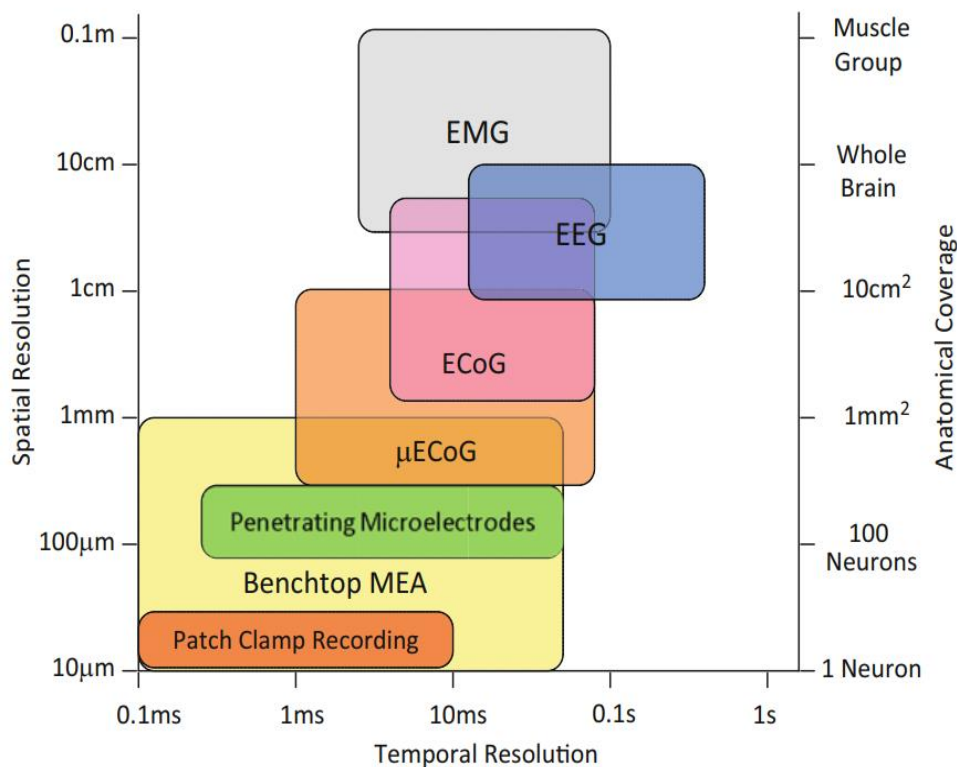 0.1m
10cm
1cm
1mm
100μm
10μm
Spatial Resolution
EMG
EEG
ECoG
μECoG
Penetrating Microelectrodes
Benchtop MEA
Patch Clamp Recording
Muscle
Group
Whole
Brain
10cm²
1mm²
100
Neurons
1 Neuron
Anatomical Coverage
0.1ms
1ms
10ms
0.1s
1s
Temporal Resolution